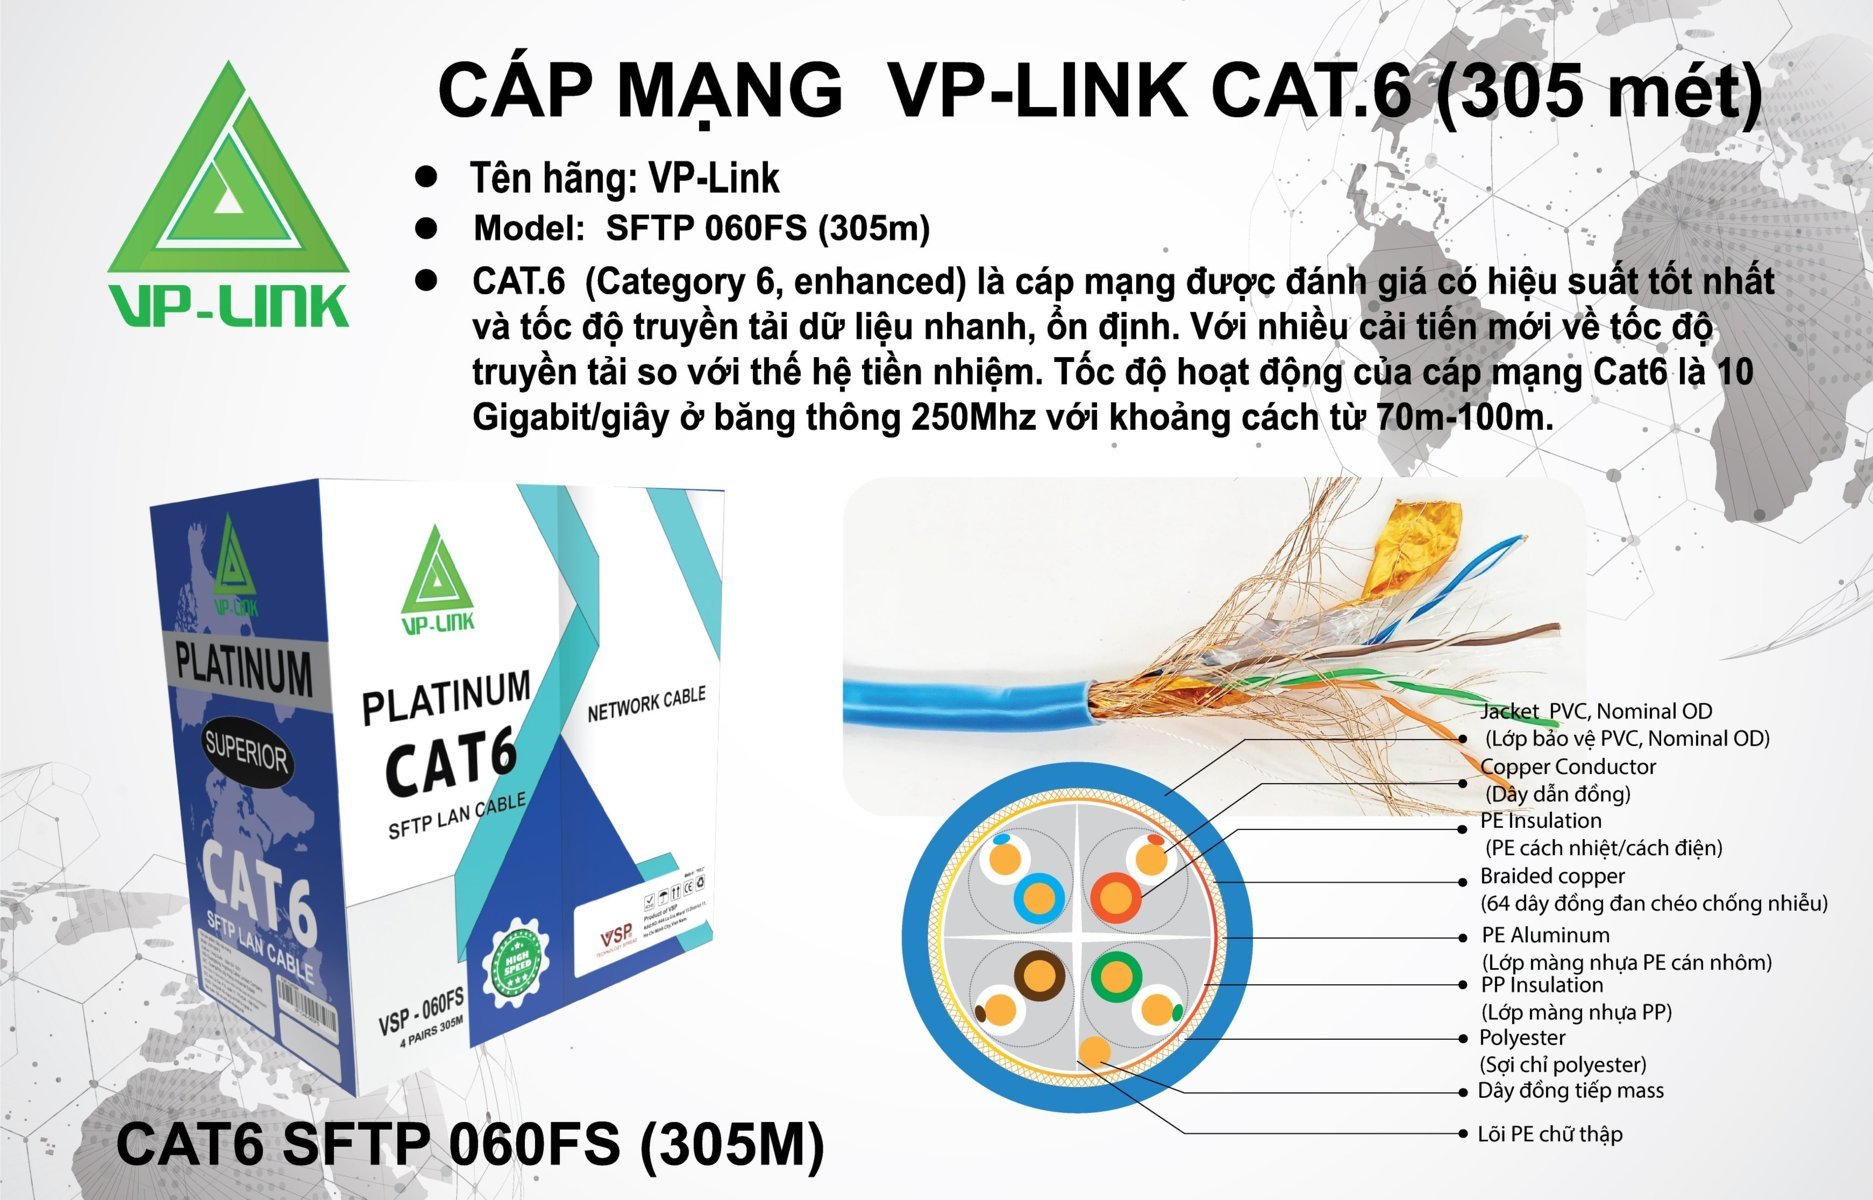 CÁP MẠNG VP-LINK CAT.6 (305 mét)
VP-LINK
● Tên hãng: VP-Link
● Model: SFTP 060FS (305m)
● CAT.6 (Category 6, enhanced) là cáp mạng được đánh giá có hiệu suất tốt nhất
và tốc độ truyền tải dữ liệu nhanh, ổn định. Với nhiều cải tiến mới về tốc độ
truyền tải so với thế hệ tiền nhiệm. Tốc độ hoạt động của cáp mạng Cat6 là 10
Gigabit/giây ở băng thông 250Mhz với khoảng cách từ 70m-100m.
VP-LINK
PLATINUM
SUPERIOR
CAT6
SFTP LAN CABLE
VP-LINK
PLATINUM
CAT6
SFTP LAN CABLE
VSP - 060FS
4 PAIRS 305M
HIGH
SPEED
NETWORK CABLE
VSP
TECHNOLOGY SPREAD
Product of VSP
Jacket PVC, Nominal OD
(Lớp bảo vệ PVC, Nominal OD)
Copper Conductor
(Dây dẫn đồng)
PE Insulation
(PE cách nhiệt/cách điện)
Braided copper
(64 dây đồng đan chéo chống nhiễu)
PE Aluminum
(Lớp màng nhựa PE cán nhôm)
PP Insulation
(Lớp màng nhựa PP)
Polyester
(Sợi chỉ polyester)
Dây đồng tiếp mass
Lõi PE chữ thập
CAT6 SFTP 060FS (305M)